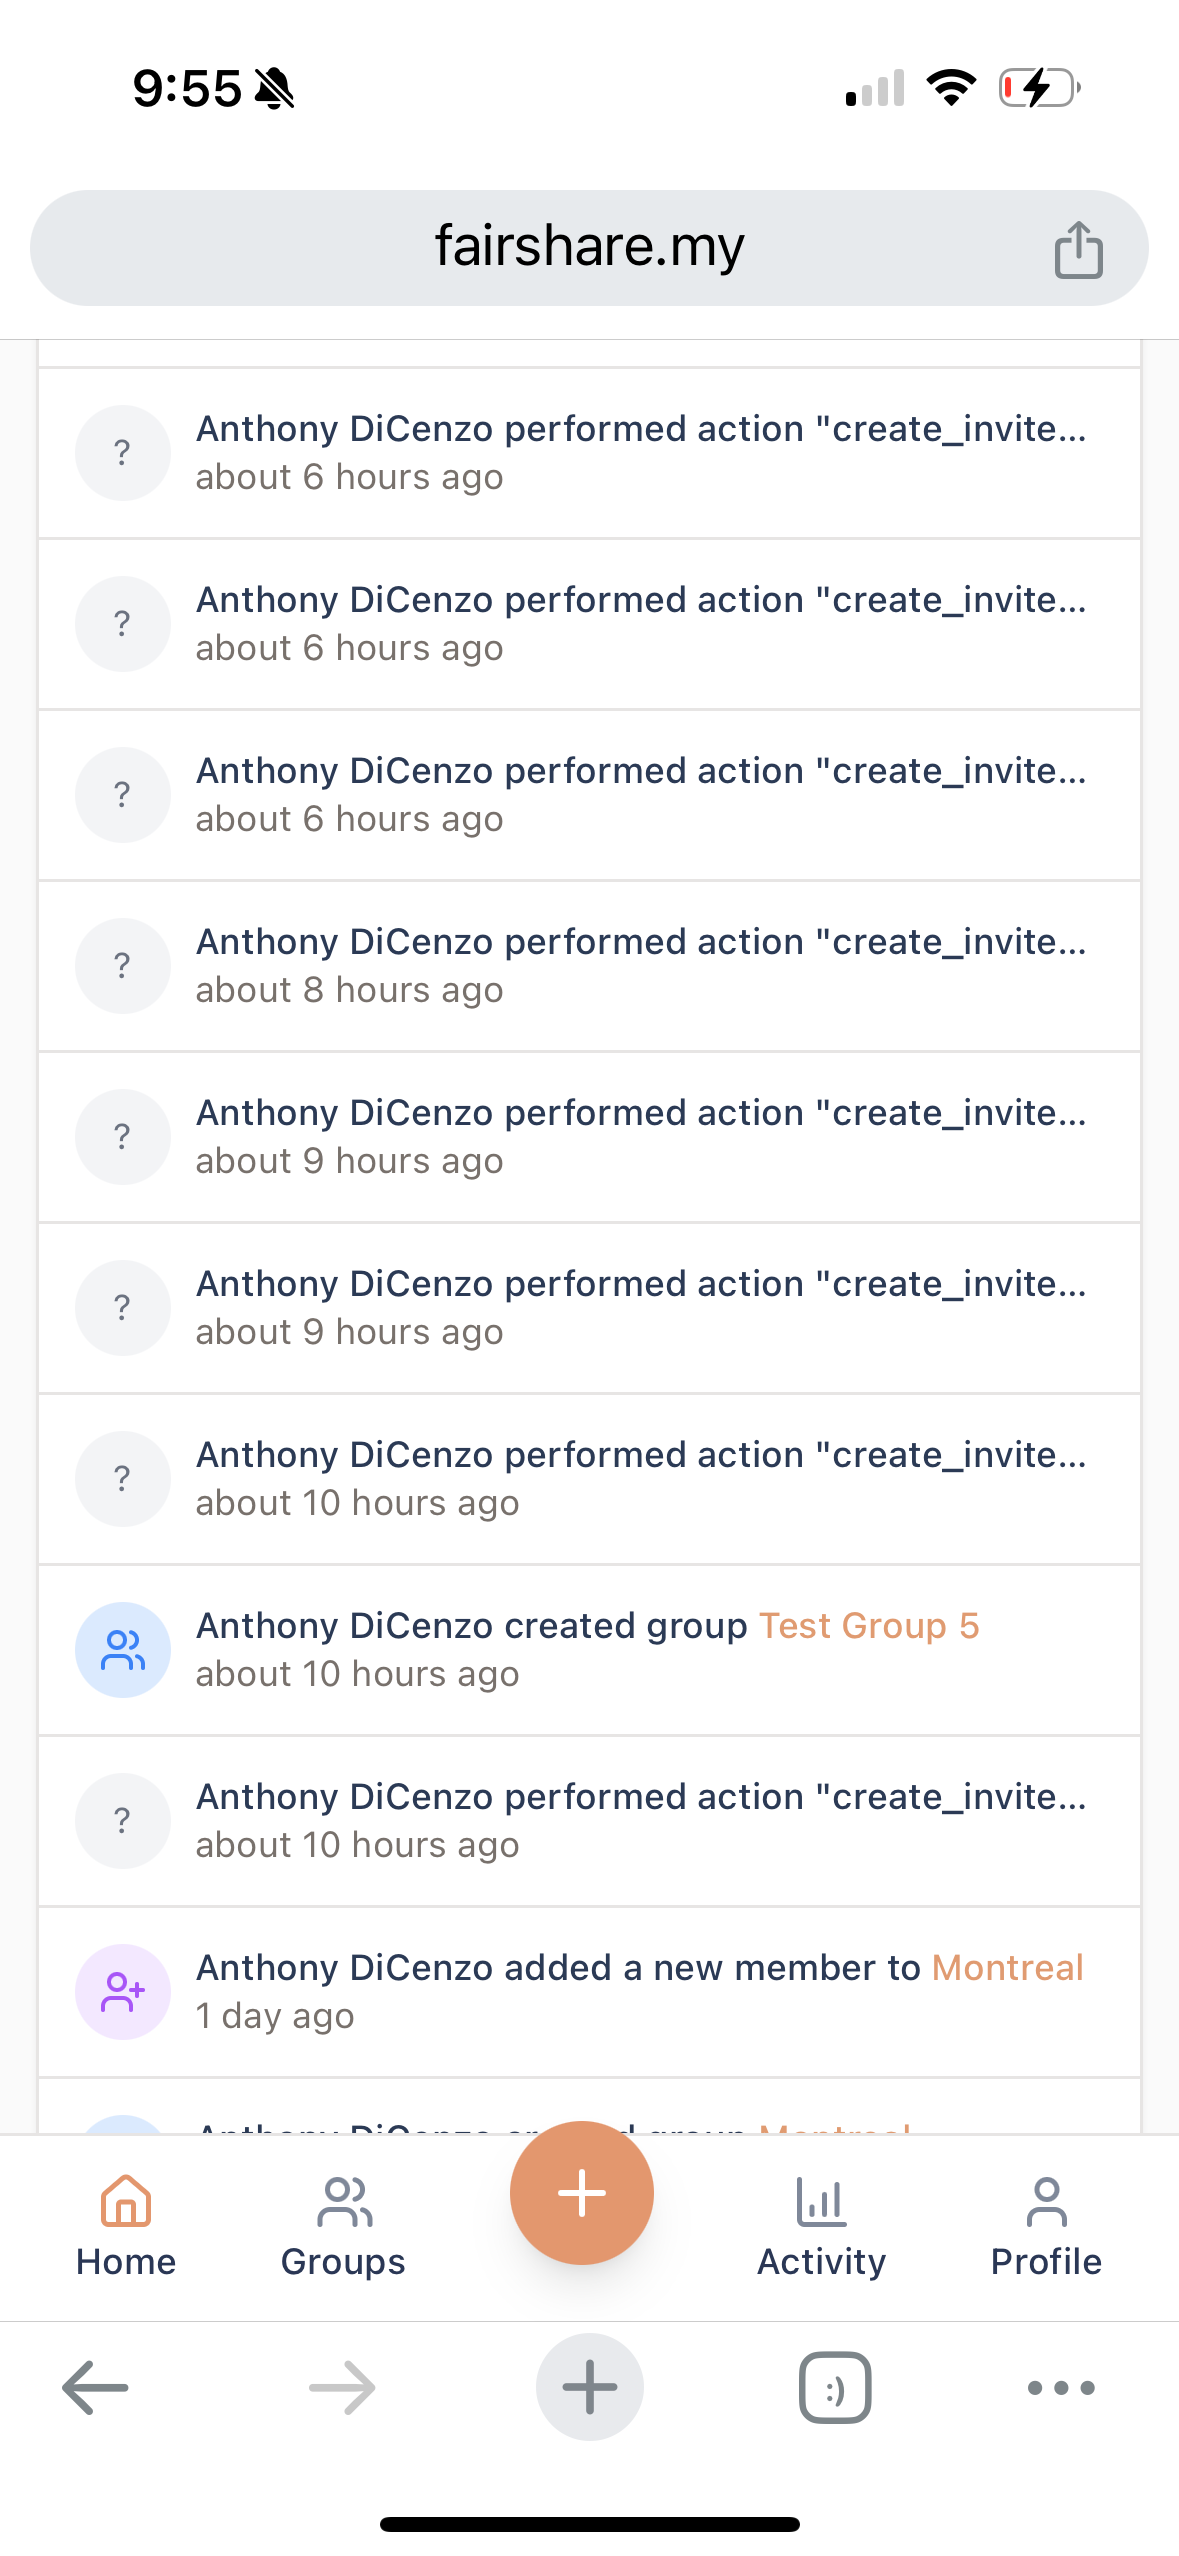 9:55
fairshare.my
?
Anthony DiCenzo performed action "create_invite...
about 6 hours ago
?
Anthony DiCenzo performed action "create_invite...
about 6 hours ago
?
Anthony DiCenzo performed action "create_invite...
about 6 hours ago
?
Anthony DiCenzo performed action "create_invite...
about 8 hours ago
?
Anthony DiCenzo performed action "create_invite...
about 9 hours ago
?
Anthony DiCenzo performed action "create_invite...
about 9 hours ago
?
Anthony DiCenzo performed action "create_invite...
about 10 hours ago
Anthony DiCenzo created group Test Group 5
about 10 hours ago
?
Anthony DiCenzo performed action "create_invite...
about 10 hours ago
Anthony DiCenzo added a new member to Montreal
1 day ago
Anthony DiCenzo group Montreal
Home
Groups
Activity
Profile
:)